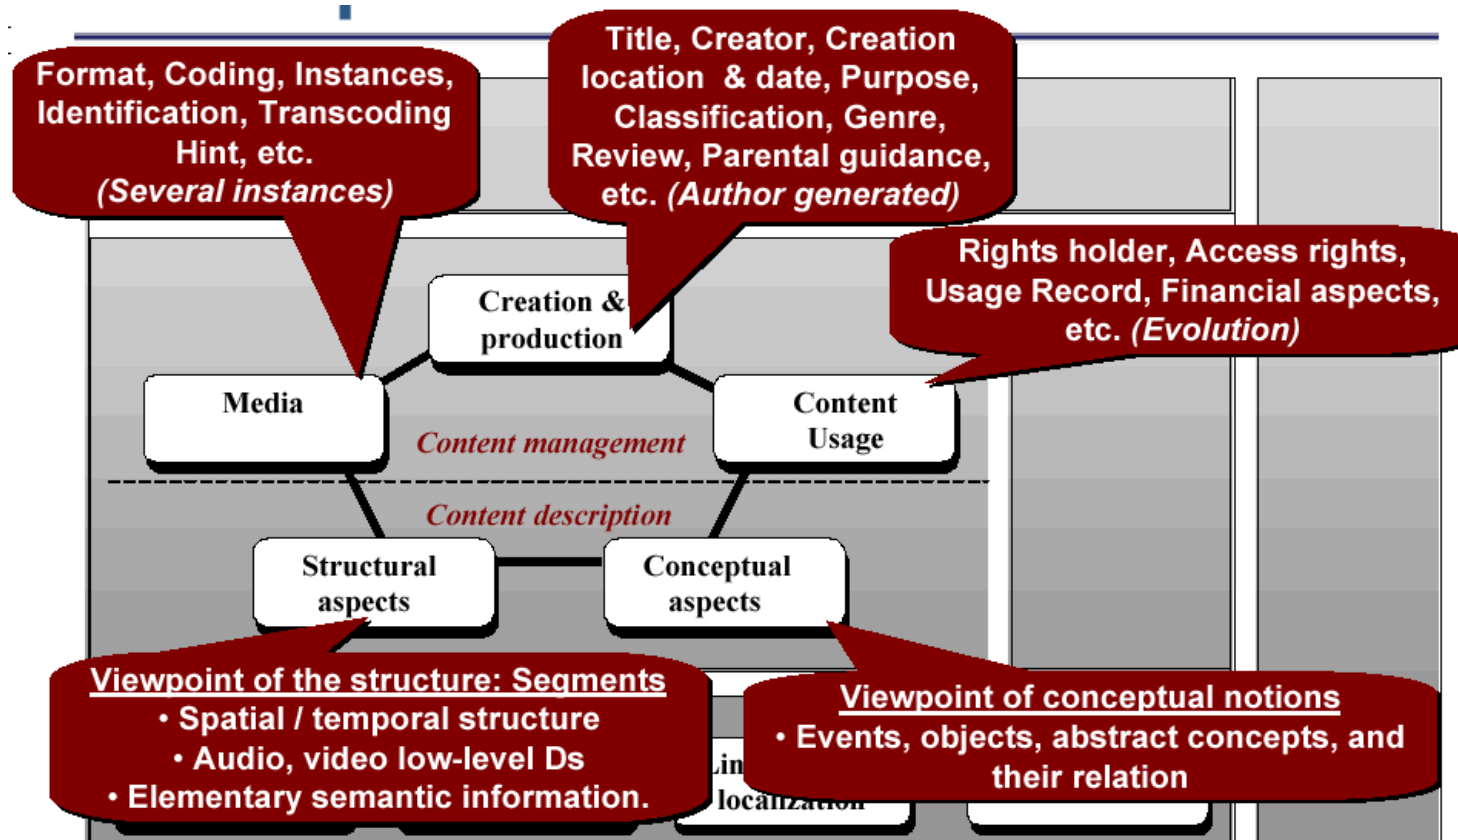 Title, Creator, Creation
location & date, Purpose,
Classification, Genre,
Review, Parental guidance,
etc. (Author generated)
Format, Coding, Instances,
Identification, Transcoding
Hint, etc.
(Several instances)
Rights holder, Access rights,
Usage Record, Financial aspects,
etc. (Evolution)
Creation &
production
Media
Content
Usage
Content management
Content description
Structural
aspects
Conceptual
aspects
Viewpoint of the structure: Segments
• Spatial / temporal structure
• Audio, video low-level Ds
• Elementary semantic information.
Viewpoint of conceptual notions
• Events, objects, abstract concepts, and
their relation
localization